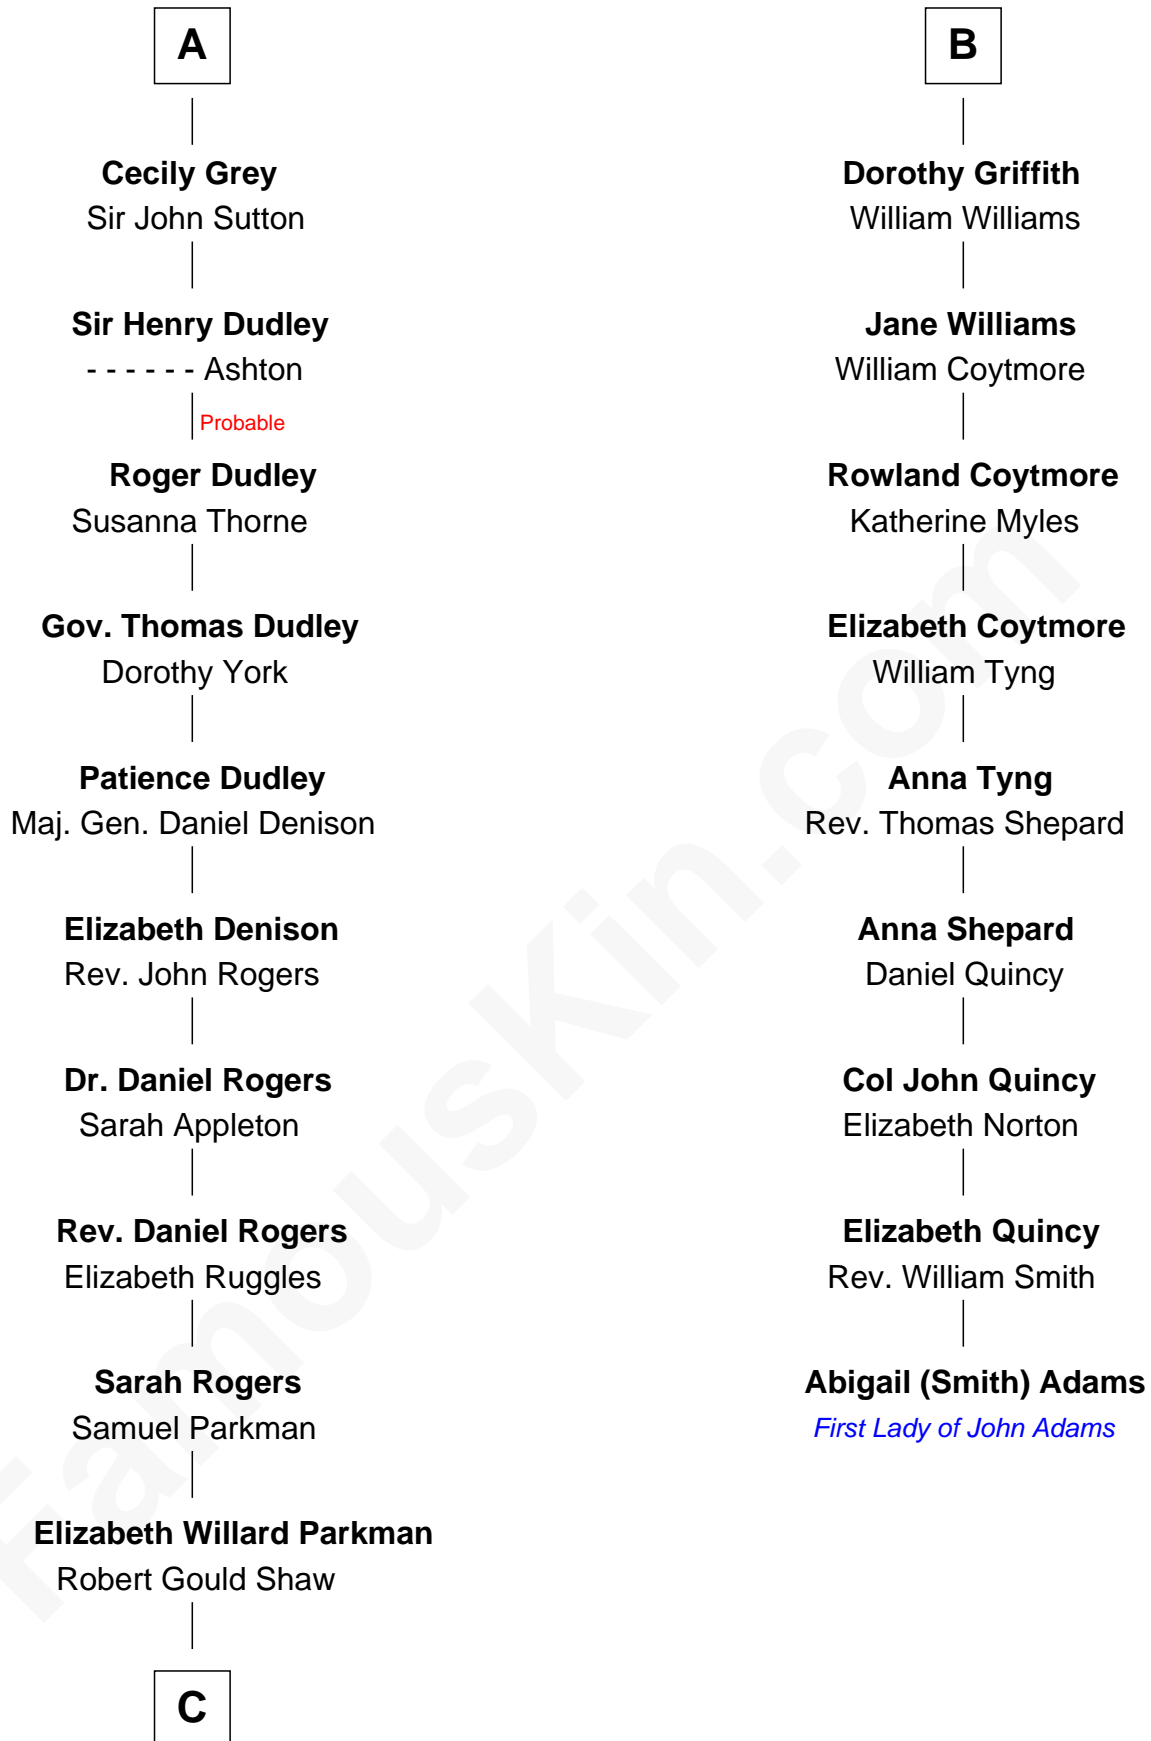 A
Cecily Grey
Sir John Sutton
Sir Henry Dudley
- - - - - - Ashton
Probable
Roger Dudley
Susanna Thorne
Gov. Thomas Dudley
Dorothy York
Patience Dudley
Maj. Gen. Daniel Denison
Elizabeth Denison
Rev. John Rogers
Dr. Daniel Rogers
Sarah Appleton
Rev. Daniel Rogers
Elizabeth Ruggles
Sarah Rogers
Samuel Parkman
Elizabeth Willard Parkman
Robert Gould Shaw
C
B
Dorothy Griffith
William Williams
Jane Williams
William Coytmore
Rowland Coytmore
Katherine Myles
Elizabeth Coytmore
William Tyng
Anna Tyng
Rev. Thomas Shepard
Anna Shepard
Daniel Quincy
Col John Quincy
Elizabeth Norton
Elizabeth Quincy
Rev. William Smith
Abigail (Smith) Adams
First Lady of John Adams
FamousKin.com